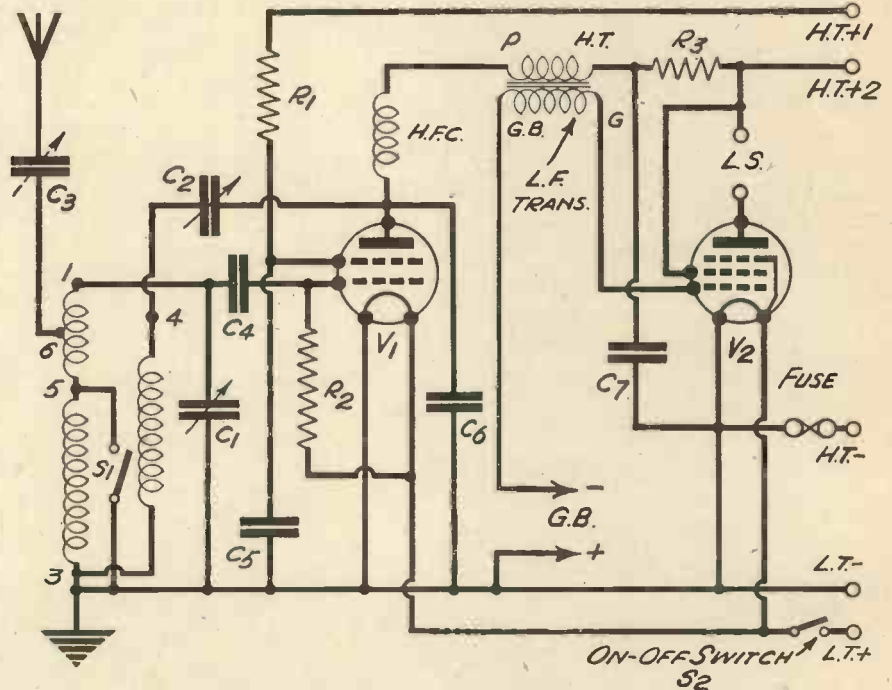 H.T.+1
P
H.T.
R3
H.T.+2
R1
H.F.C.
G.B.
G
L.F.
TRANS.
L.S.
C3
C2
1
4
C4
6
V1
V2
5
C7
FUSE
R2
C1
C6
S1
H.T.-
-
G.B.
C5
+
3
L.T.-
ON-OFF SWITCH
S2
L.T.+